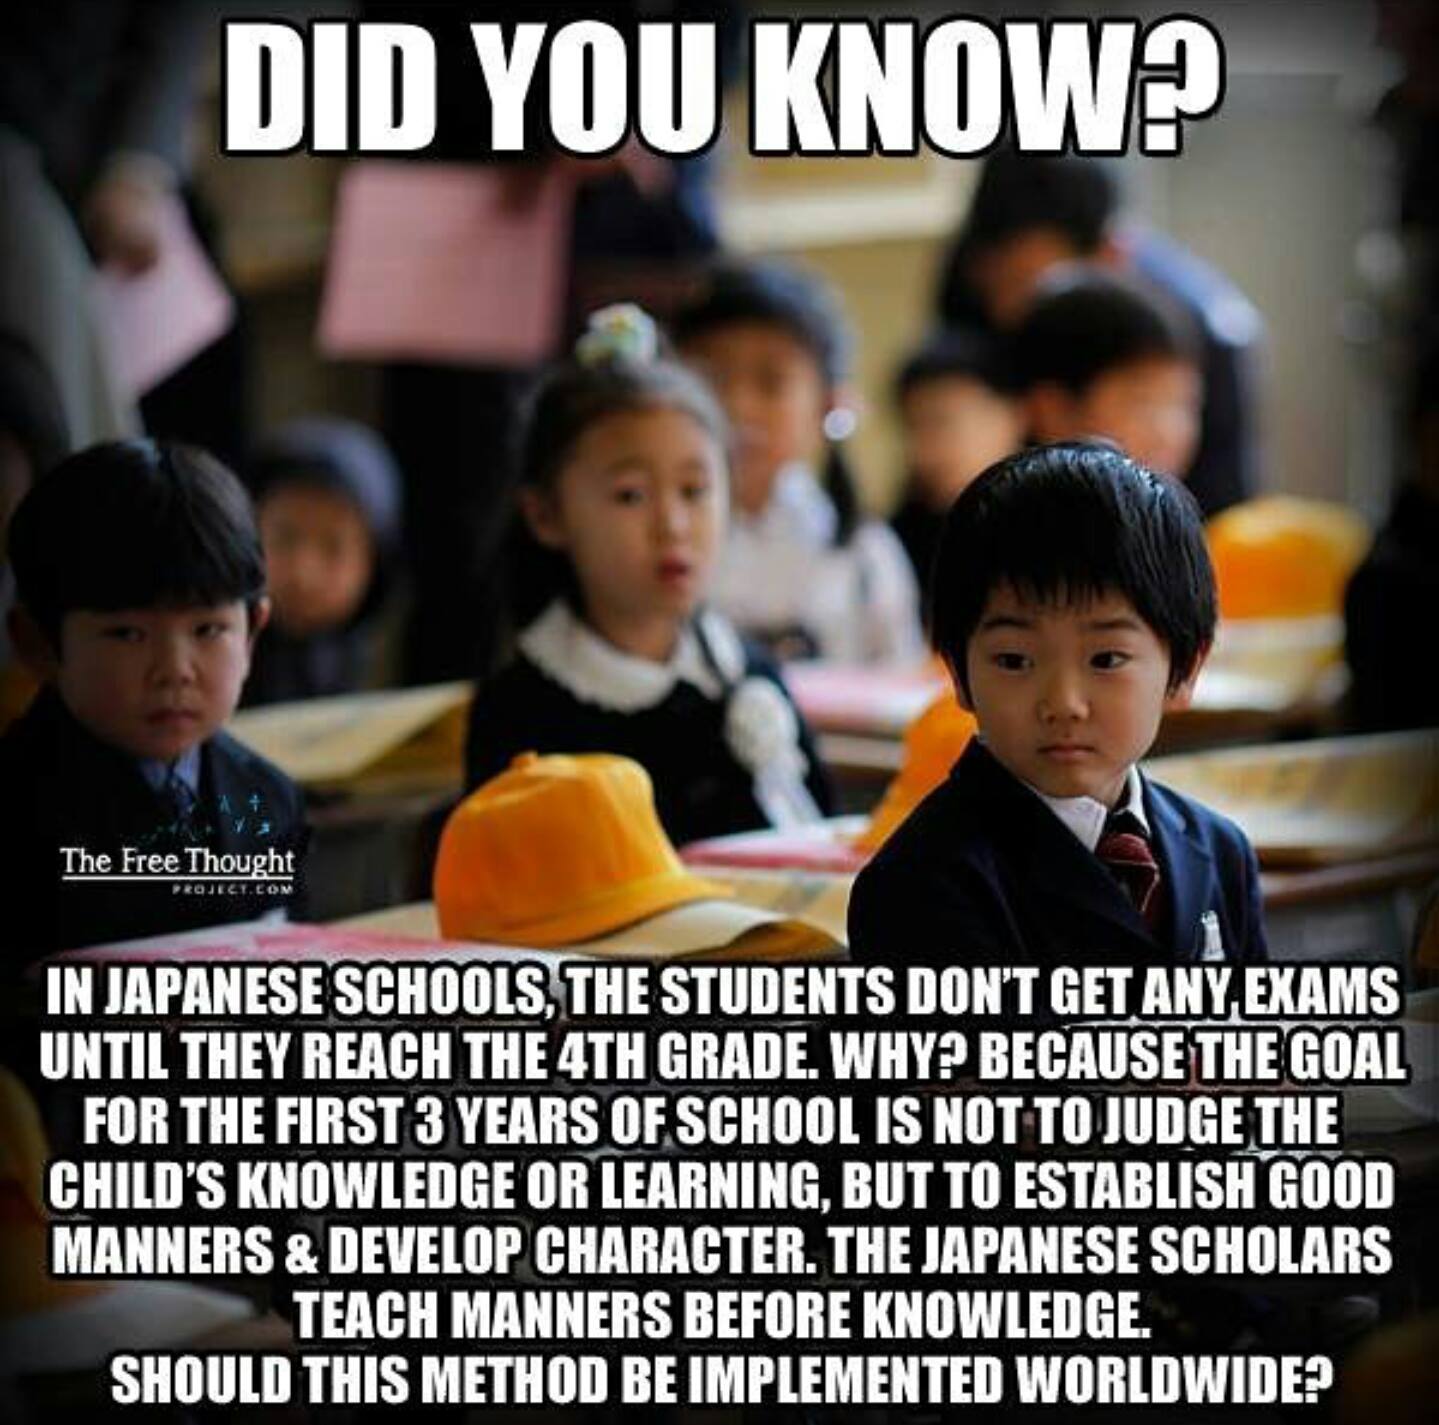 DID YOU KNOW?
The Free Thought
PROJECT.COM
IN JAPANESE SCHOOLS, THE STUDENTS DON'T GET ANY EXAMS
UNTIL THEY REACH THE 4TH GRADE. WHY? BECAUSE THE GOAL
FOR THE FIRST 3 YEARS OF SCHOOL IS NOT TO JUDGE THE
CHILD'S KNOWLEDGE OR LEARNING, BUT TO ESTABLISH GOOD
MANNERS & DEVELOP CHARACTER. THE JAPANESE SCHOLARS
TEACH MANNERS BEFORE KNOWLEDGE.
SHOULD THIS METHOD BE IMPLEMENTED WORLDWIDE?